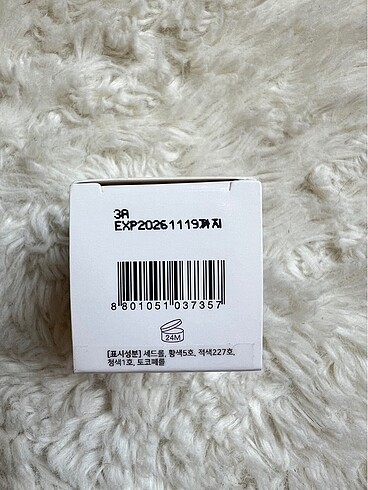 3A
EXP20261119까지
8 801051 037357
24M
[표시성분] 세드롤, 황색5호, 적색227호,
청색1호, 토코페롤